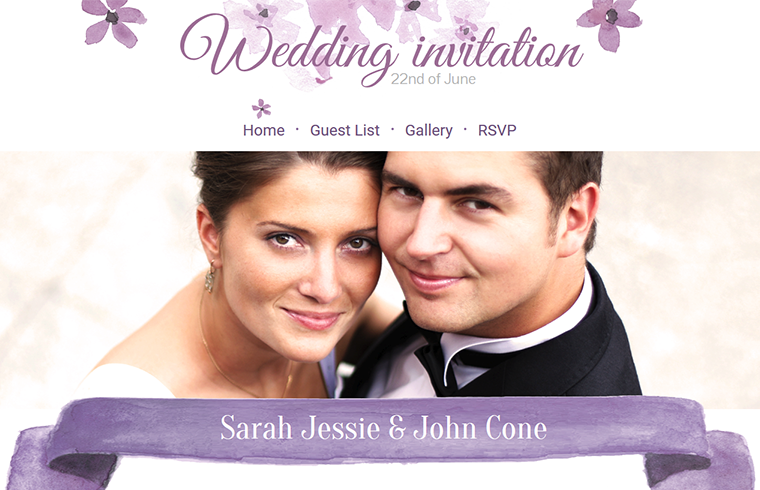 Wedding invitation
22nd of June
Home · Guest List · Gallery · RSVP
Sarah Jessie & John Cone